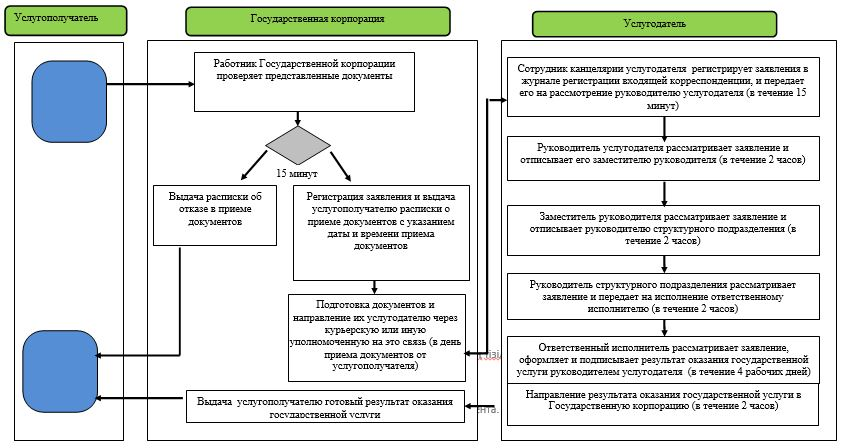 Услугополучатель
Государственная корпорация
Услугодатель
Работник Государственной корпорации
проверяет представленные документы
15 минут
Выдача расписки об
отказе в приеме
документов
Регистрация заявления и выдача
услугополучателю расписки о
приеме документов с указанием
даты и времени приема
документов
Подготовка документов и
направление их услугодателю через
курьерскую или иную
уполномоченную на это связь (в день
приема документов от
услугополучателя)
Выдача услугополучателю готовый результат оказания
государственной услуги
Сотрудник канцелярии услугодателя регистрирует заявления в
журнале регистрации входящей корреспонденции, и передает
его на рассмотрение руководителю услугодателя (в течение 15
минут)
Руководитель услугодателя рассматривает заявление и
отписывает его заместителю руководителя (в течение 2 часов)
Заместитель руководителя рассматривает заявление и
отписывает руководителю структурного подразделения (в
течение 2 часов)
Руководитель структурного подразделения рассматривает
заявление и передает на исполнение ответственному
исполнителю (в течение 2 часов)
Ответственный исполнитель рассматривает заявление,
оформляет и подписывает результат оказания государственной
услуги руководителем услугодателя (в течение 4 рабочих дней)
Направление результата оказания государственной услуги в
Государственную корпорацию (в течение 2 часов)